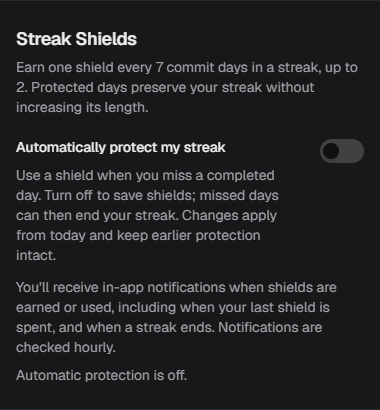 Streak Shields
Earn one shield every 7 commit days in a streak, up to
2. Protected days preserve your streak without
increasing its length.
Automatically protect my streak
Use a shield when you miss a completed
day. Turn off to save shields; missed days
can then end your streak. Changes apply
from today and keep earlier protection
intact.
You'll receive in-app notifications when shields are
earned or used, including when your last shield is
spent, and when a streak ends. Notifications are
checked hourly.
Automatic protection is off.